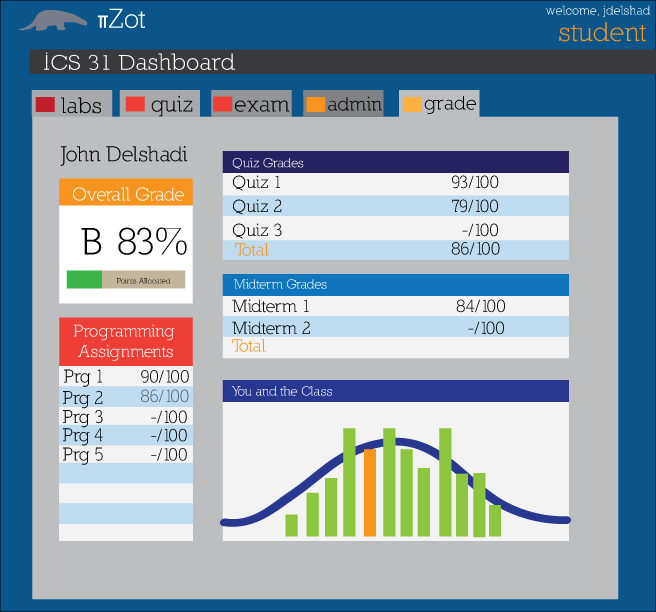 πZot
welcome, jdelshad
student
ICS 31 Dashboard
labs
quiz
exam
admin
grade
John Delshadi
Overall Grade
B 83%
Points Allocated
Programming
Assignments
Prg 1 90/100
Prg 2 86/100
Prg 3 -/100
Prg 4 -/100
Prg 5 -/100
Quiz Grades
Quiz 1 93/100
Quiz 2 79/100
Quiz 3 -/100
Total 86/100
Midterm Grades
Midterm 1 84/100
Midterm 2 -/100
Total
You and the Class